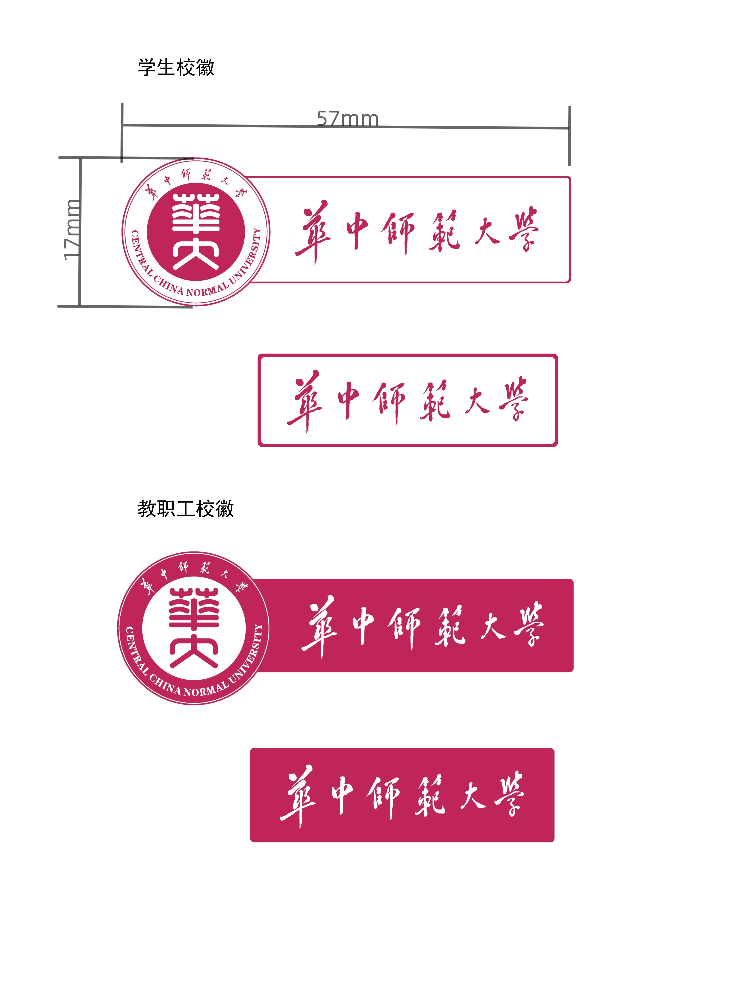 学生校徽
57mm
17mm
華中師範大學
華大
CENTRAL CHINA NORMAL UNIVERSITY
華中師範大學
華中師範大學
教职工校徽
華中師範大學
華大
CENTRAL CHINA NORMAL UNIVERSITY
華中師範大學
華中師範大學